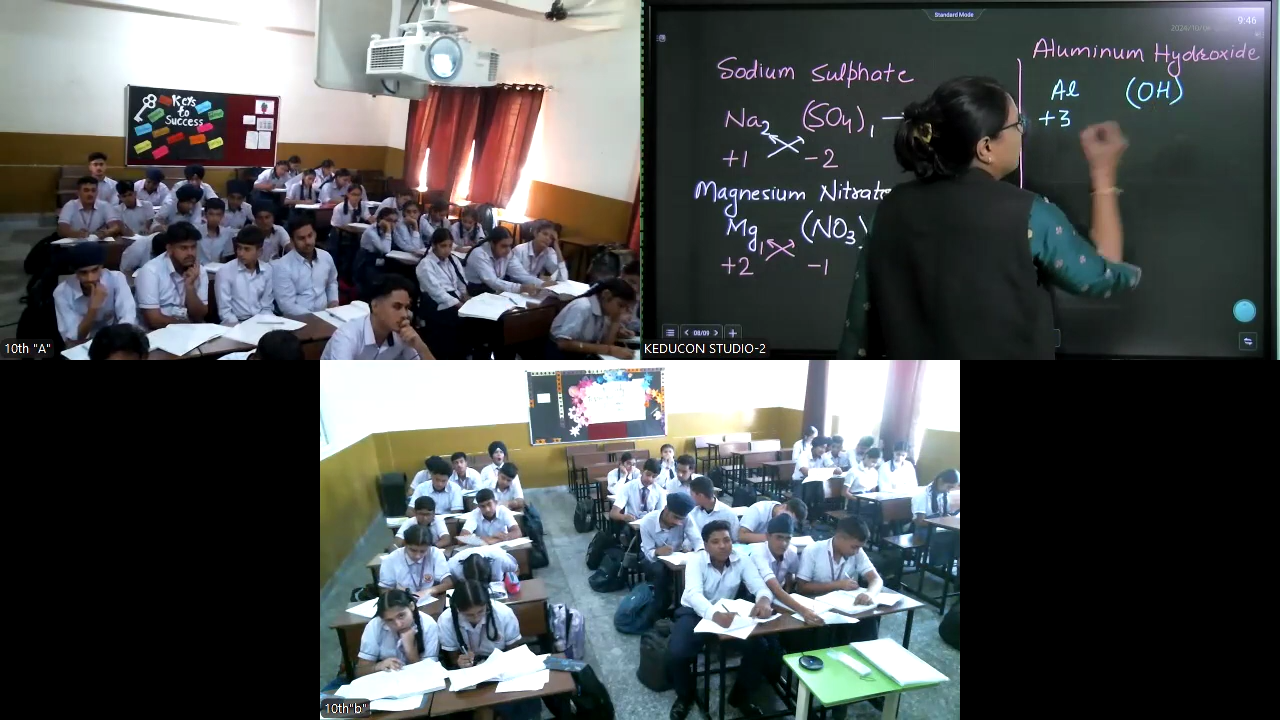 Keys
to
Success
10th "A"
Standard Mode
9:46
Sodium Sulphate
Na2 (SO4)1 —
+1 -2
Magnesium Nitrate
Mg1 (NO3)
+2 -1
Aluminum Hydroxide
Al (OH)
+3
08/09
KEDUCON STUDIO-2
10th"b"